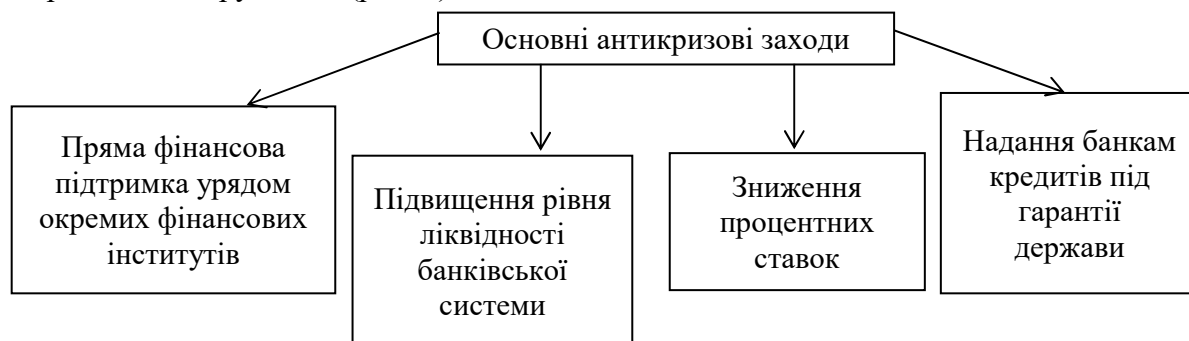 Основні антикризові заходи
Пряма фінансова
підтримка урядом
окремих фінансових
інститутів
Підвищення рівня
ліквідності
банківської
системи
Зниження
процентних
ставок
Надання банкам
кредитів під
гарантії
держави